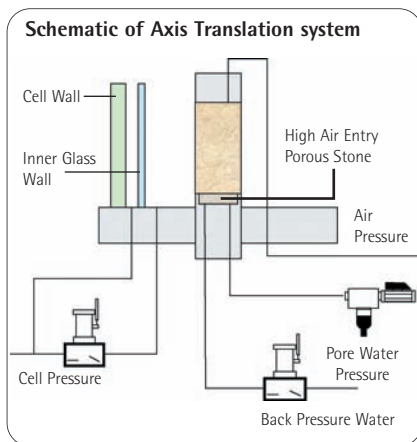 Schematic of Axis Translation system
Cell Wall
Inner Glass
Wall
High Air Entry
Porous Stone
Air
Pressure
Cell Pressure
Pore Water
Pressure
Back Pressure Water